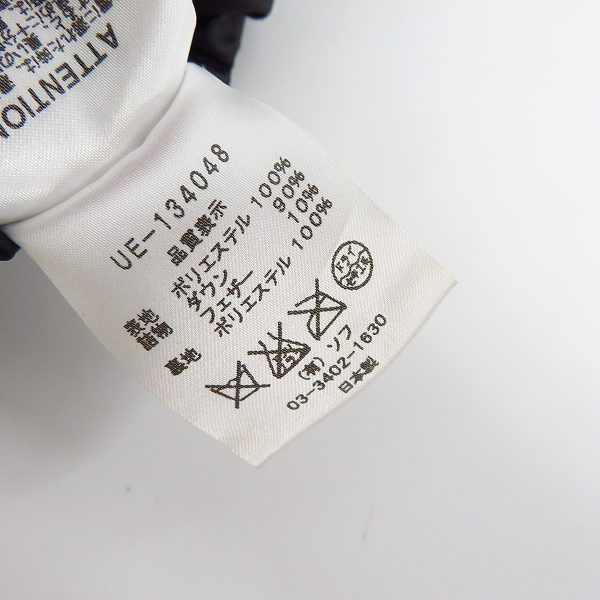 ATTENTION
UE-134048
品質表示
表地 ポリエステル 100%
詰物 ダウン 90%
フェザー 10%
裏地 ポリエステル 100%
ドライ
(有)ソフ
03-3402-1630
日本製